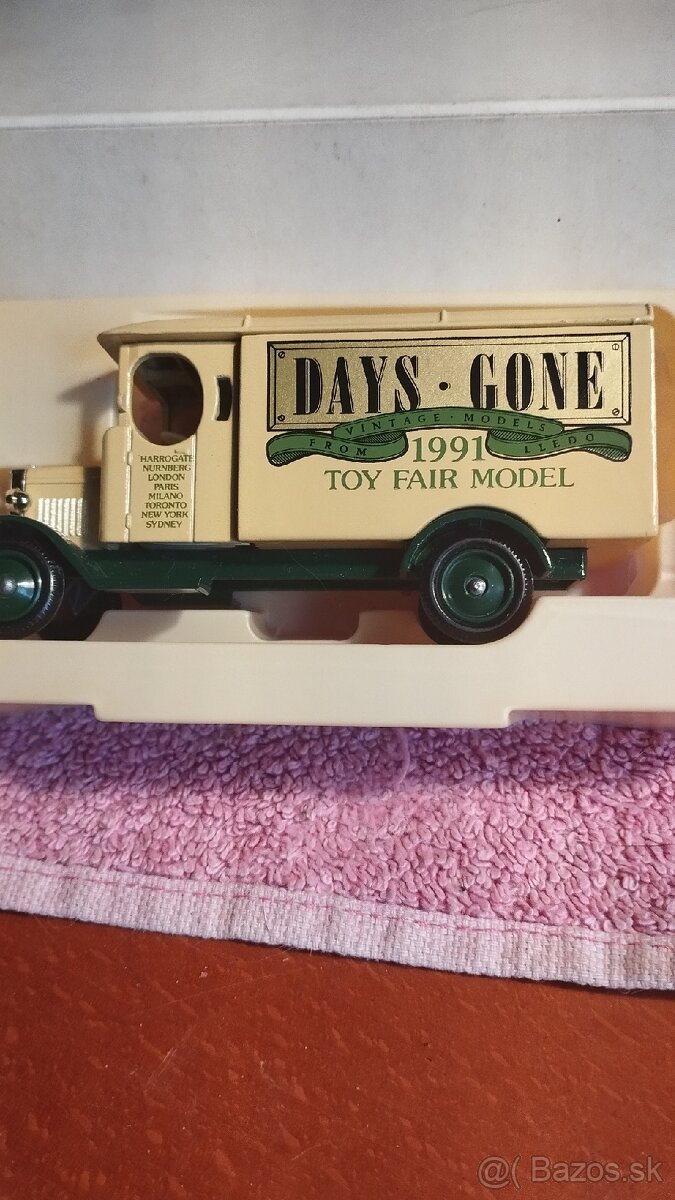 DAYS · GONE
VINTAGE · MODELS
FROM LLEDO
1991
TOY FAIR MODEL
HARROGATE
NURNBERG
LONDON
PARIS
MILANO
TORONTO
NEW YORK
SYDNEY
@( Bazos.sk